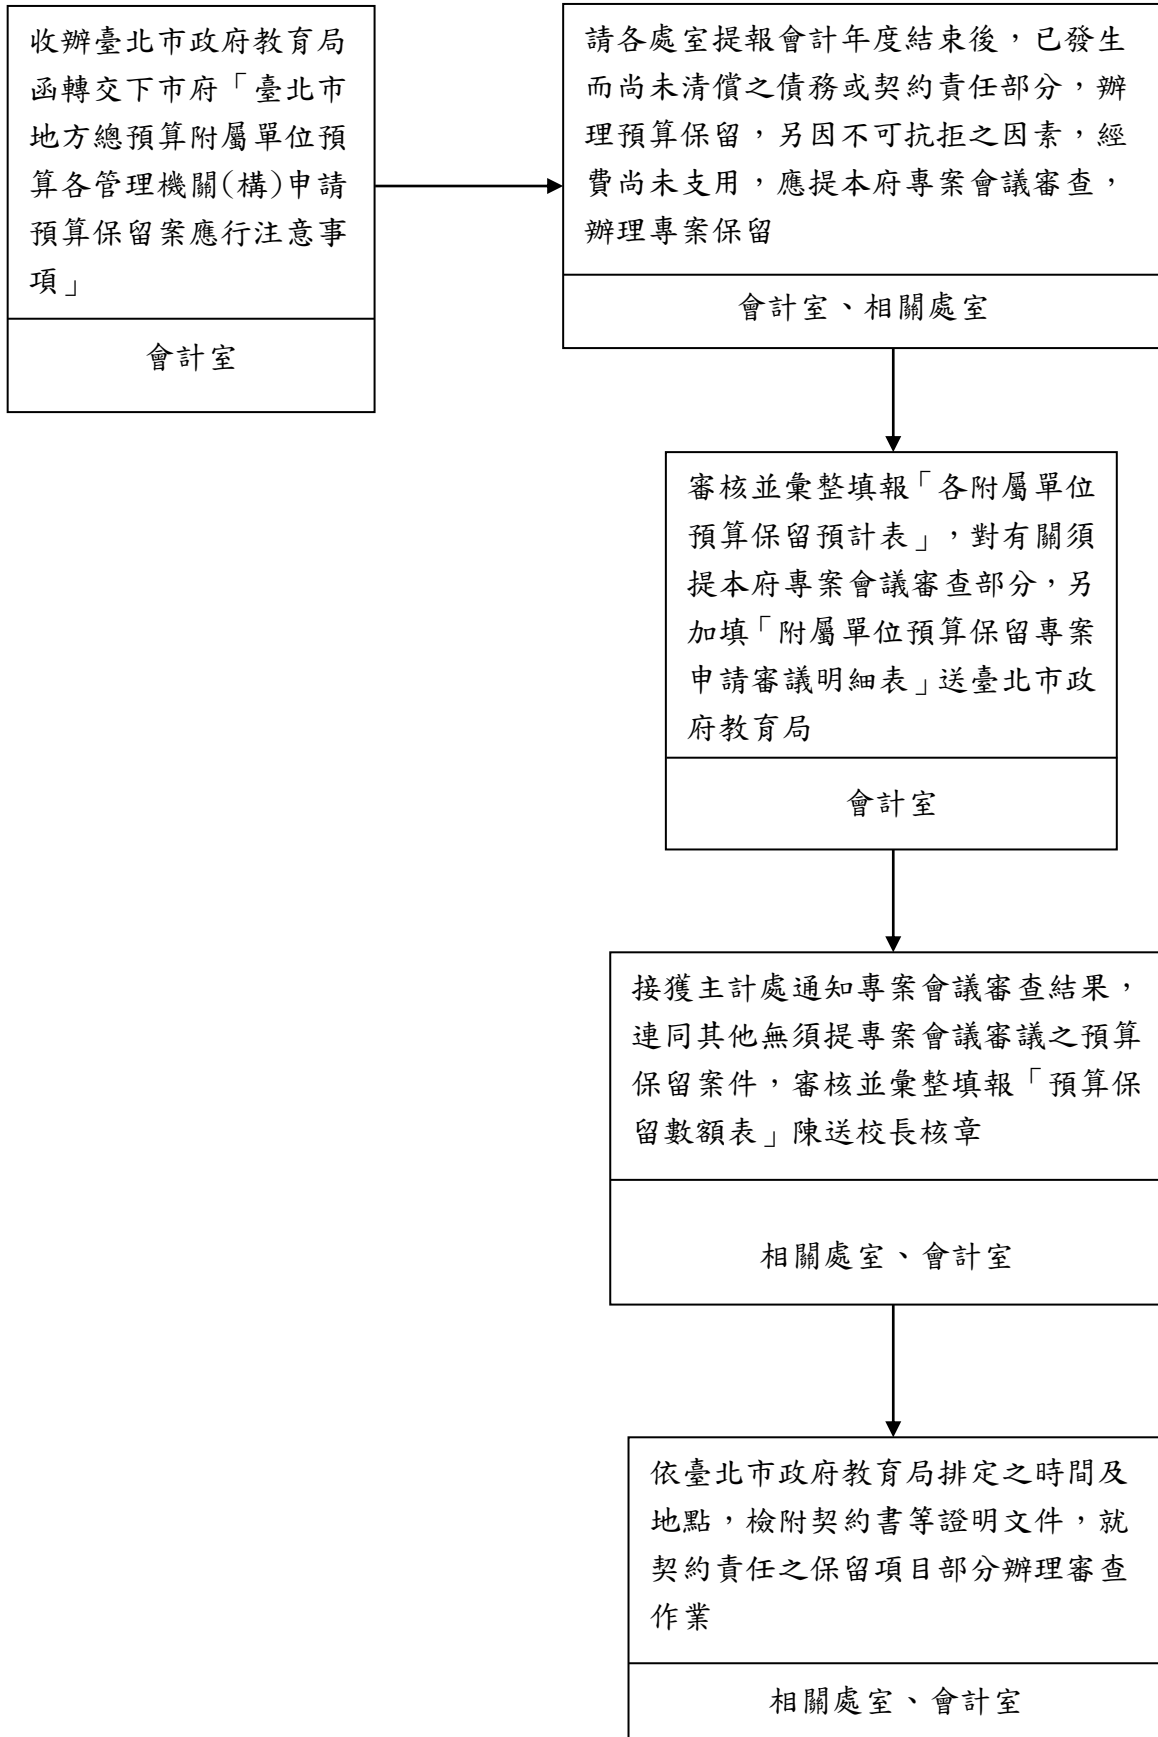 收辦臺北市政府教育局
函轉交下市府「臺北市
地方總預算附屬單位預
算各管理機關(構)申請
預算保留案應行注意事
項」
會計室
請各處室提報會計年度結束後，已發生
而尚未清償之債務或契約責任部分，辦
理預算保留，另因不可抗拒之因素，經
費尚未支用，應提本府專案會議審查，
辦理專案保留
會計室、相關處室
審核並彙整填報「各附屬單位
預算保留預計表」，對有關須
提本府專案會議審查部分，另
加填「附屬單位預算保留專案
申請審議明細表」送臺北市政
府教育局
會計室
接獲主計處通知專案會議審查結果，
連同其他無須提專案會議審議之預算
保留案件，審核並彙整填報「預算保
留數額表」陳送校長核章
相關處室、會計室
依臺北市政府教育局排定之時間及
地點，檢附契約書等證明文件，就
契約責任之保留項目部分辦理審查
作業
相關處室、會計室